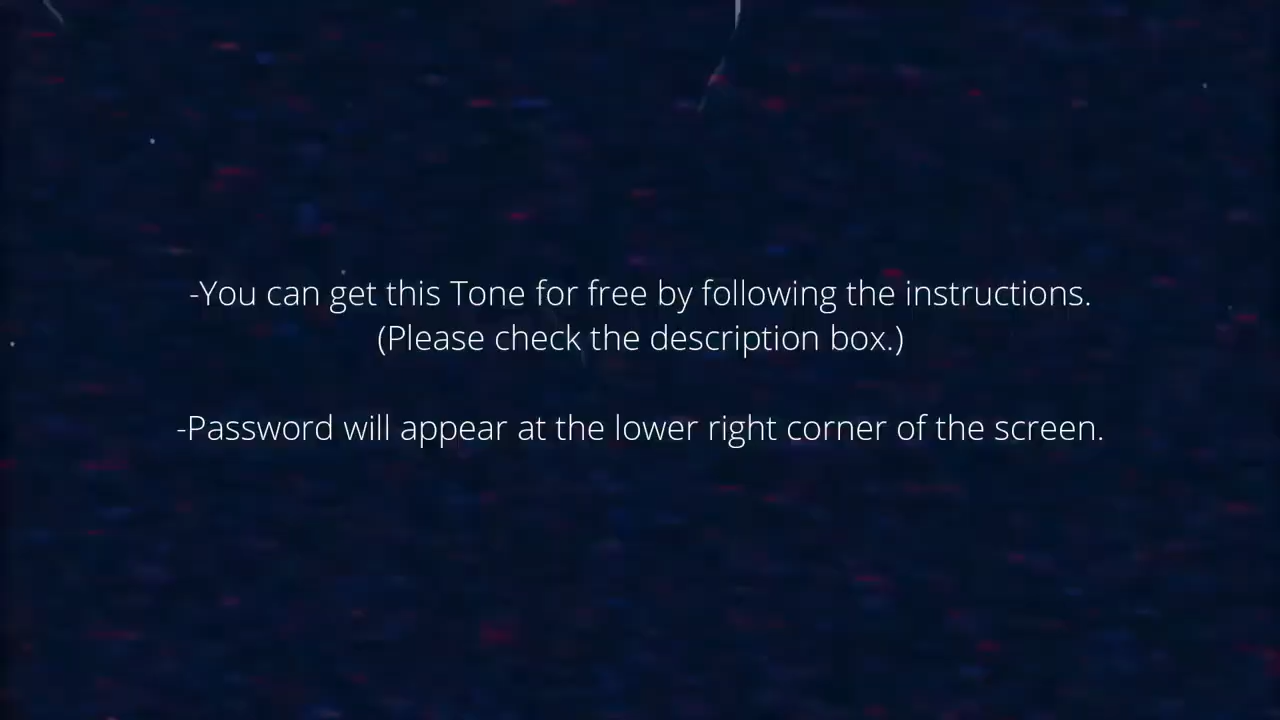 -You can get this Tone for free by following the instructions.
(Please check the description box.)
-Password will appear at the lower right corner of the screen.